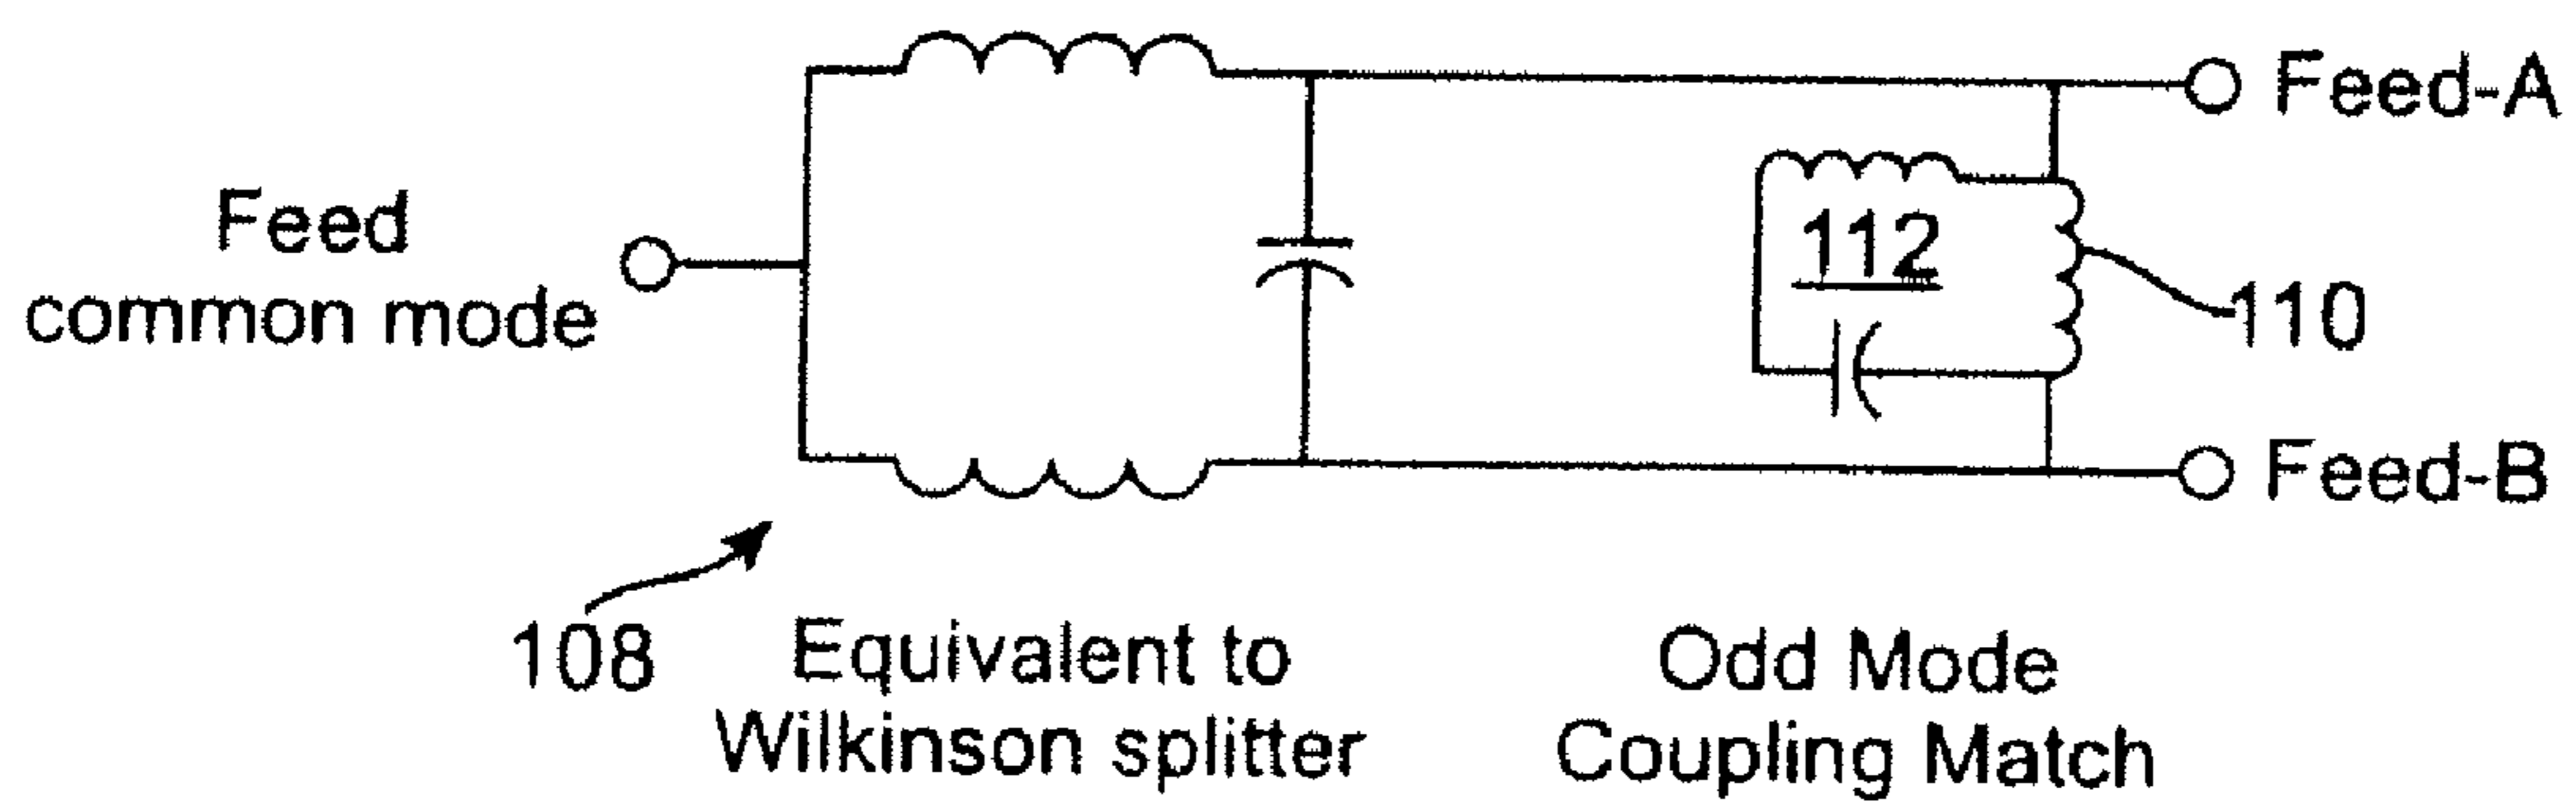 Feed-A
Feed
common mode
112
110
Feed-B
108
Equivalent to
Wilkinson splitter
Odd Mode
Coupling Match